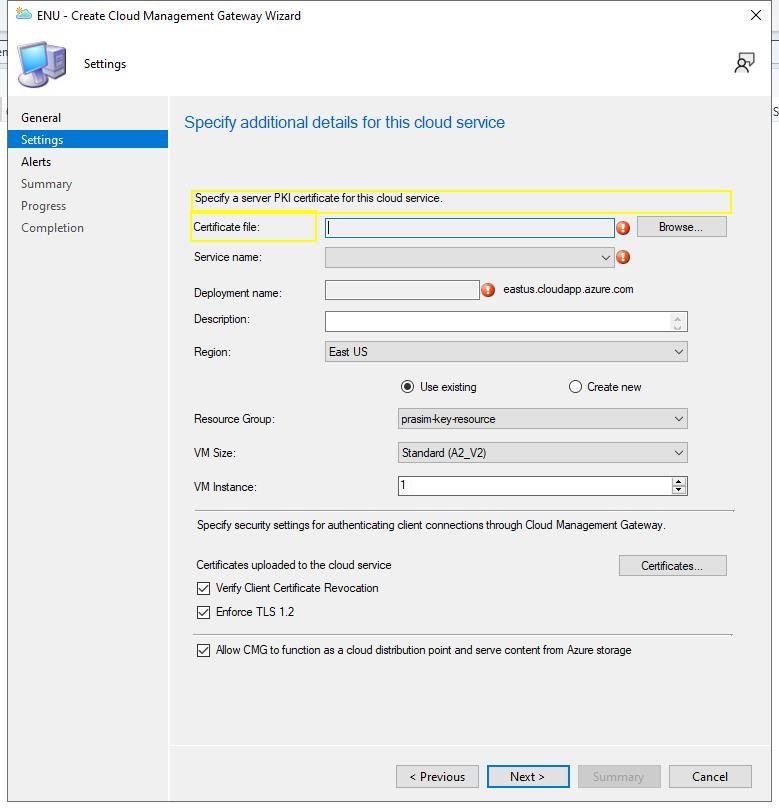 ENU - Create Cloud Management Gateway Wizard
Settings
General
Settings
Alerts
Summary
Progress
Completion
Specify additional details for this cloud service
Specify a server PKI certificate for this cloud service.
Certificate file:
Browse...
Service name:
Deployment name:
eastus.cloudapp.azure.com
Description:
Region:
East US
Use existing
Create new
Resource Group:
prasim-key-resource
VM Size:
Standard (A2_V2)
VM Instance:
1
Specify security settings for authenticating client connections through Cloud Management Gateway.
Certificates uploaded to the cloud service
Certificates...
Verify Client Certificate Revocation
Enforce TLS 1.2
Allow CMG to function as a cloud distribution point and serve content from Azure storage
< Previous
Next >
Summary
Cancel